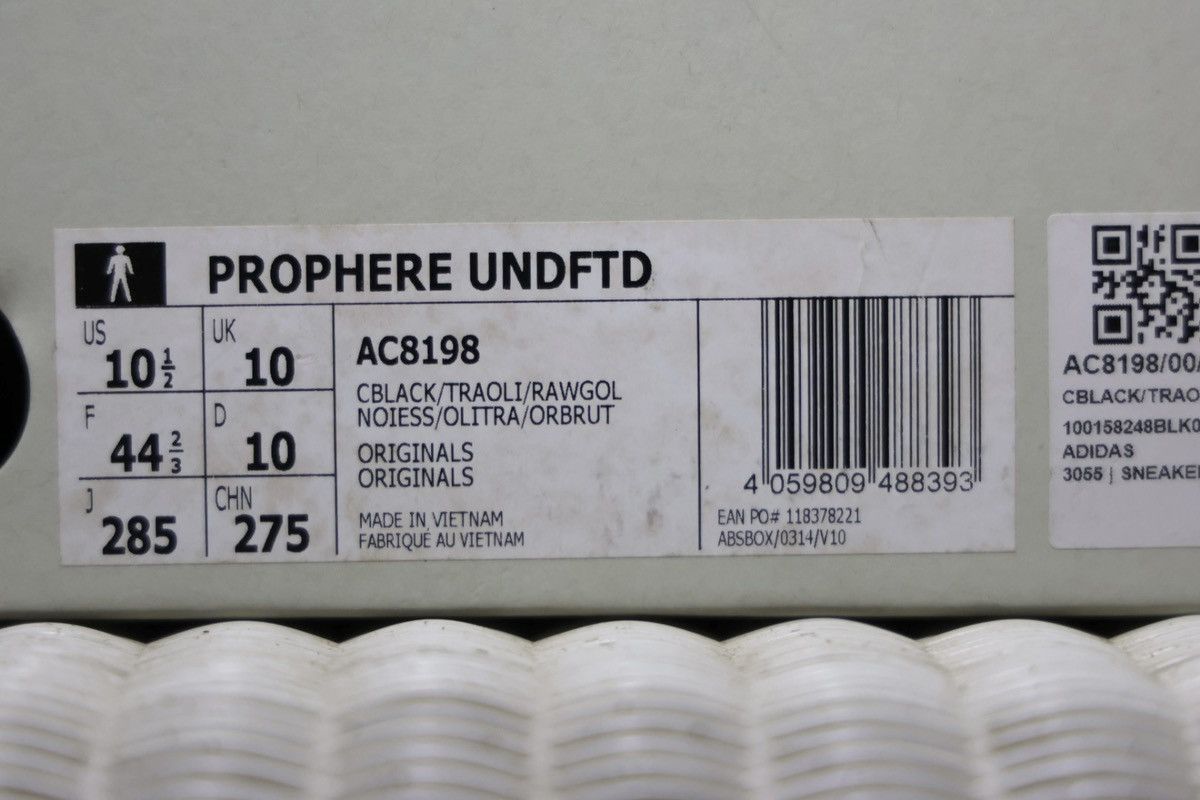 PROPHERE UNDFTD
US
10 1/2
UK
10
F
44 2/3
D
10
J
285
CHN
275
AC8198
CBLACK/TRAOLI/RAWGOL
NOIESS/OLITRA/ORBRUT
ORIGINALS
ORIGINALS
MADE IN VIETNAM
FABRIQUÉ AU VIETNAM
4 059809 488393
EAN PO# 118378221
ABSBOX/0314/V10
AC8198/00
CBLACK/TRAO
100158248BLK0
ADIDAS
3055 | SNEAKE